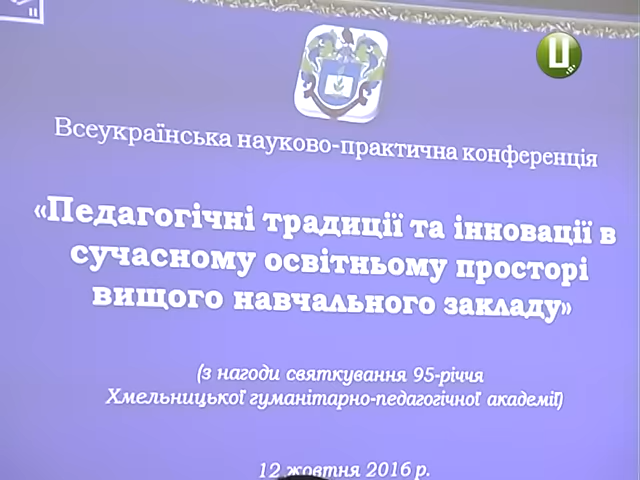 Ц
Всеукраїнська науково-практична конференція
«Педагогічні традиції та інновації в
сучасному освітньому просторі
вищого навчального закладу»
(з нагоди святкування 95-річчя
Хмельницької гуманітарно-педагогічної академії)
12 жовтня 2016 р.